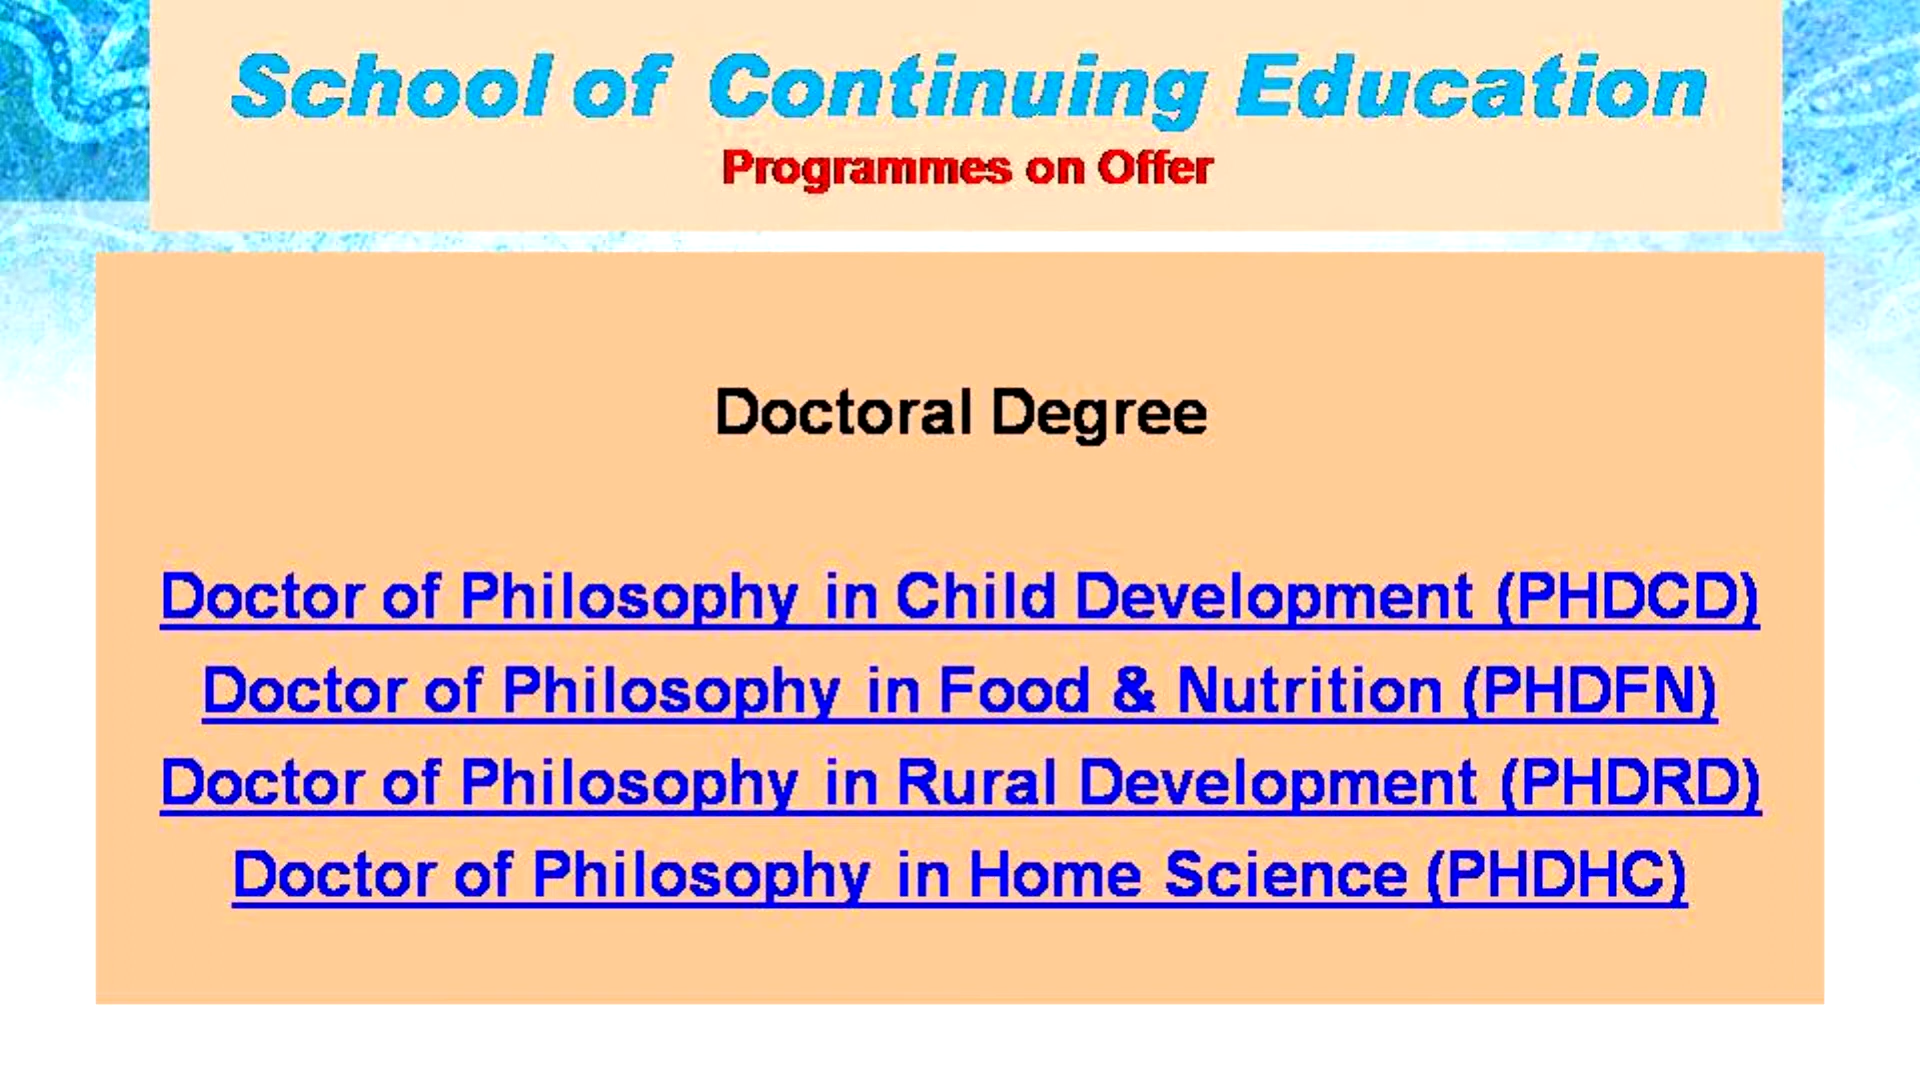 School of Continuing Education
Programmes on Offer
Doctoral Degree
Doctor of Philosophy in Child Development (PHDCD)
Doctor of Philosophy in Food & Nutrition (PHDFN)
Doctor of Philosophy in Rural Development (PHDRD)
Doctor of Philosophy in Home Science (PHDHC)